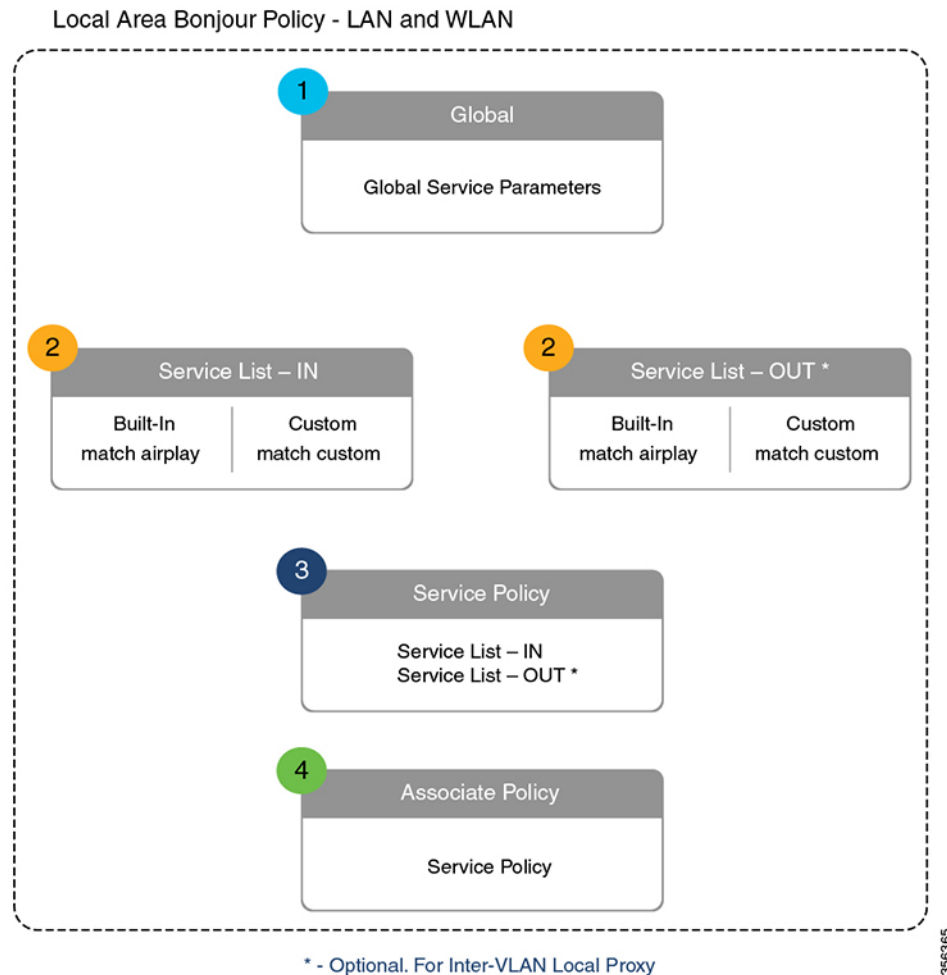 Local Area Bonjour Policy - LAN and WLAN
1
Global
Global Service Parameters
2
Service List – IN
Built-In
match airplay
Custom
match custom
2
Service List – OUT *
Built-In
match airplay
Custom
match custom
3
Service Policy
Service List – IN
Service List – OUT *
4
Associate Policy
Service Policy
* - Optional. For Inter-VLAN Local Proxy
356365